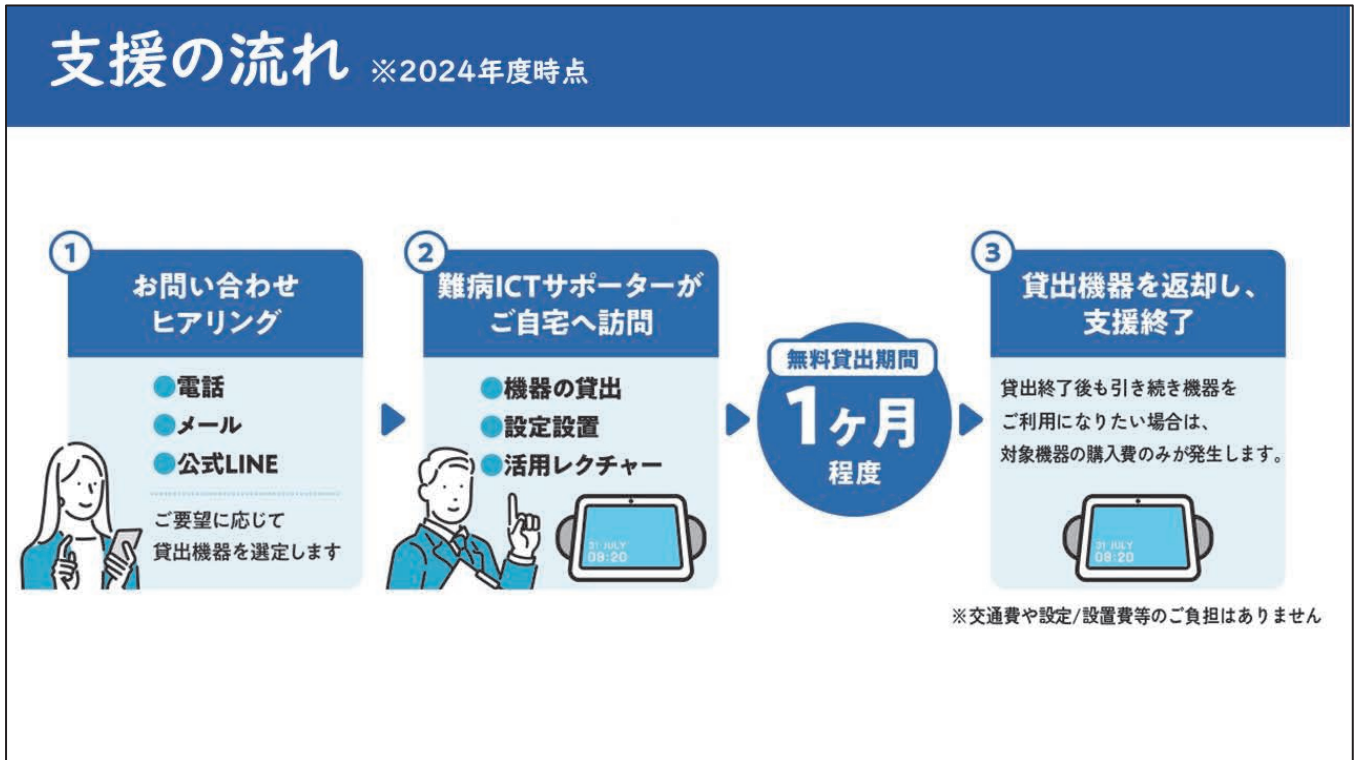 支援の流れ ※2024年度時点
1
お問い合わせ
ヒアリング
●電話
●メール
●公式LINE
ご要望に応じて
貸出機器を選定します
2
難病ICTサポーターが
ご自宅へ訪問
●機器の貸出
●設定設置
●活用レクチャー
31 JULY
08:20
無料貸出期間
1ヶ月
程度
3
貸出機器を返却し、
支援終了
貸出終了後も引き続き機器を
ご利用になりたい場合は、
対象機器の購入費のみが発生します。
31 JULY
08:20
※交通費や設定/設置費等のご負担はありません